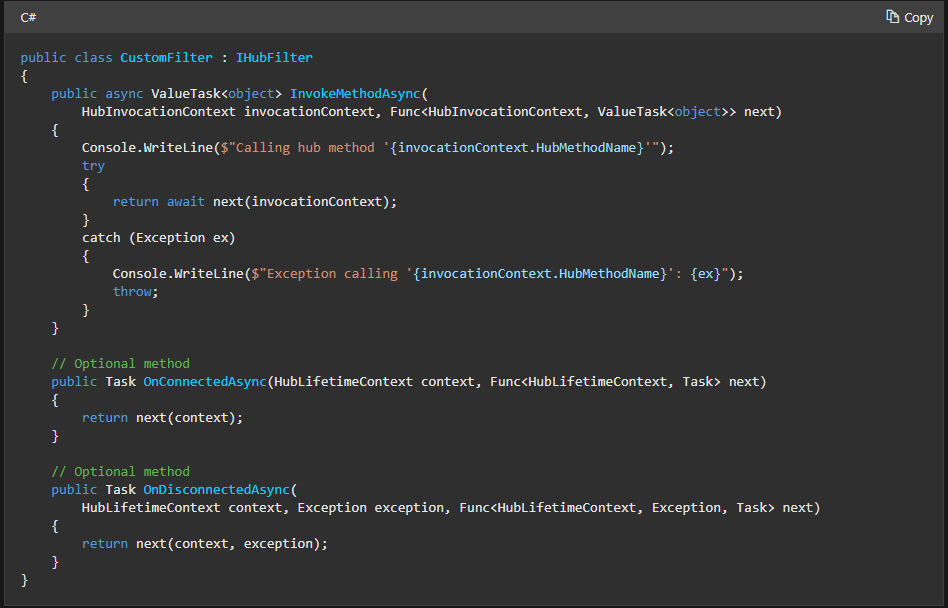 C#
Copy
public class CustomFilter : IHubFilter
{
    public async ValueTask<object> InvokeMethodAsync(
        HubInvocationContext invocationContext, Func<HubInvocationContext, ValueTask<object>> next)
    {
        Console.WriteLine($"Calling hub method '{invocationContext.HubMethodName}'");
        try
        {
            return await next(invocationContext);
        }
        catch (Exception ex)
        {
            Console.WriteLine($"Exception calling '{invocationContext.HubMethodName}': {ex}");
            throw;
        }
    }

    // Optional method
    public Task OnConnectedAsync(HubLifetimeContext context, Func<HubLifetimeContext, Task> next)
    {
        return next(context);
    }

    // Optional method
    public Task OnDisconnectedAsync(
        HubLifetimeContext context, Exception exception, Func<HubLifetimeContext, Exception, Task> next)
    {
        return next(context, exception);
    }
}